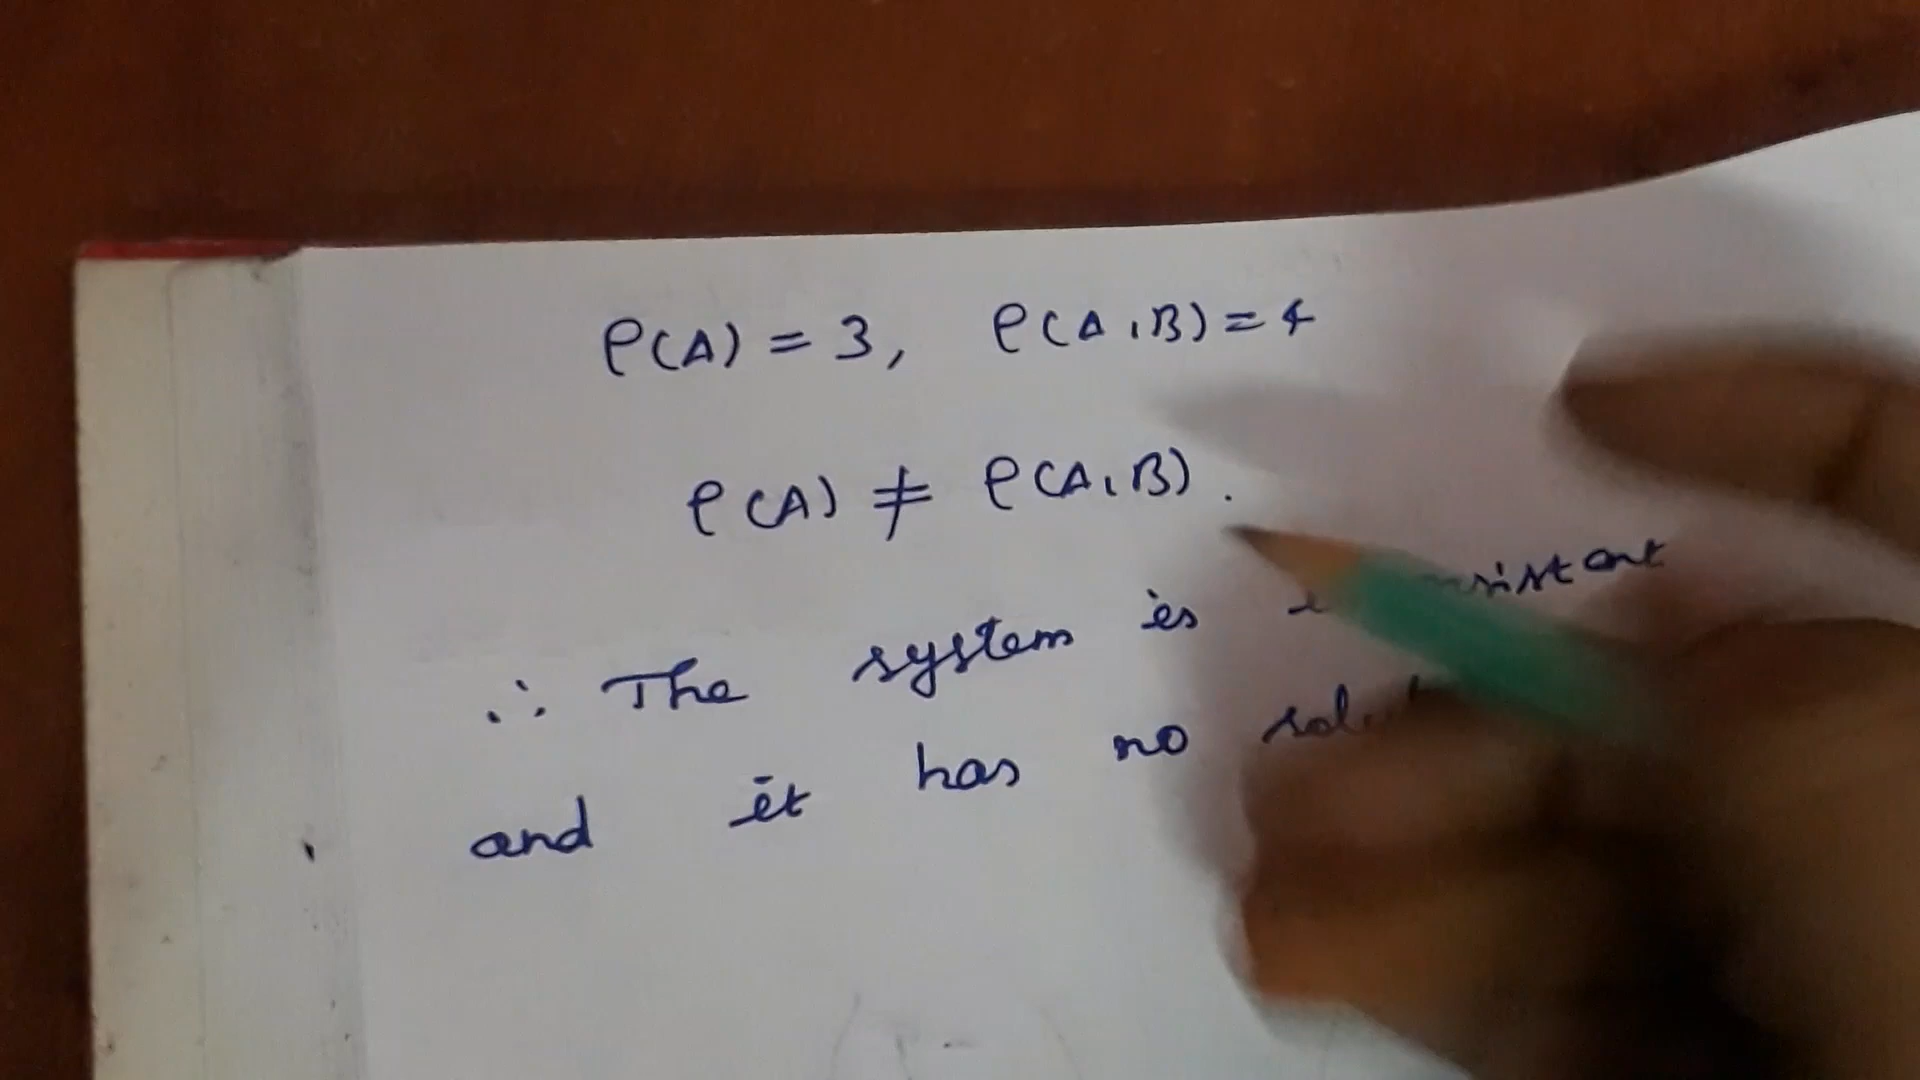 ρ(A) = 3, ρ(A,B) = 4
ρ(A) ≠ ρ(A,B).
∴ The system is
and it has no